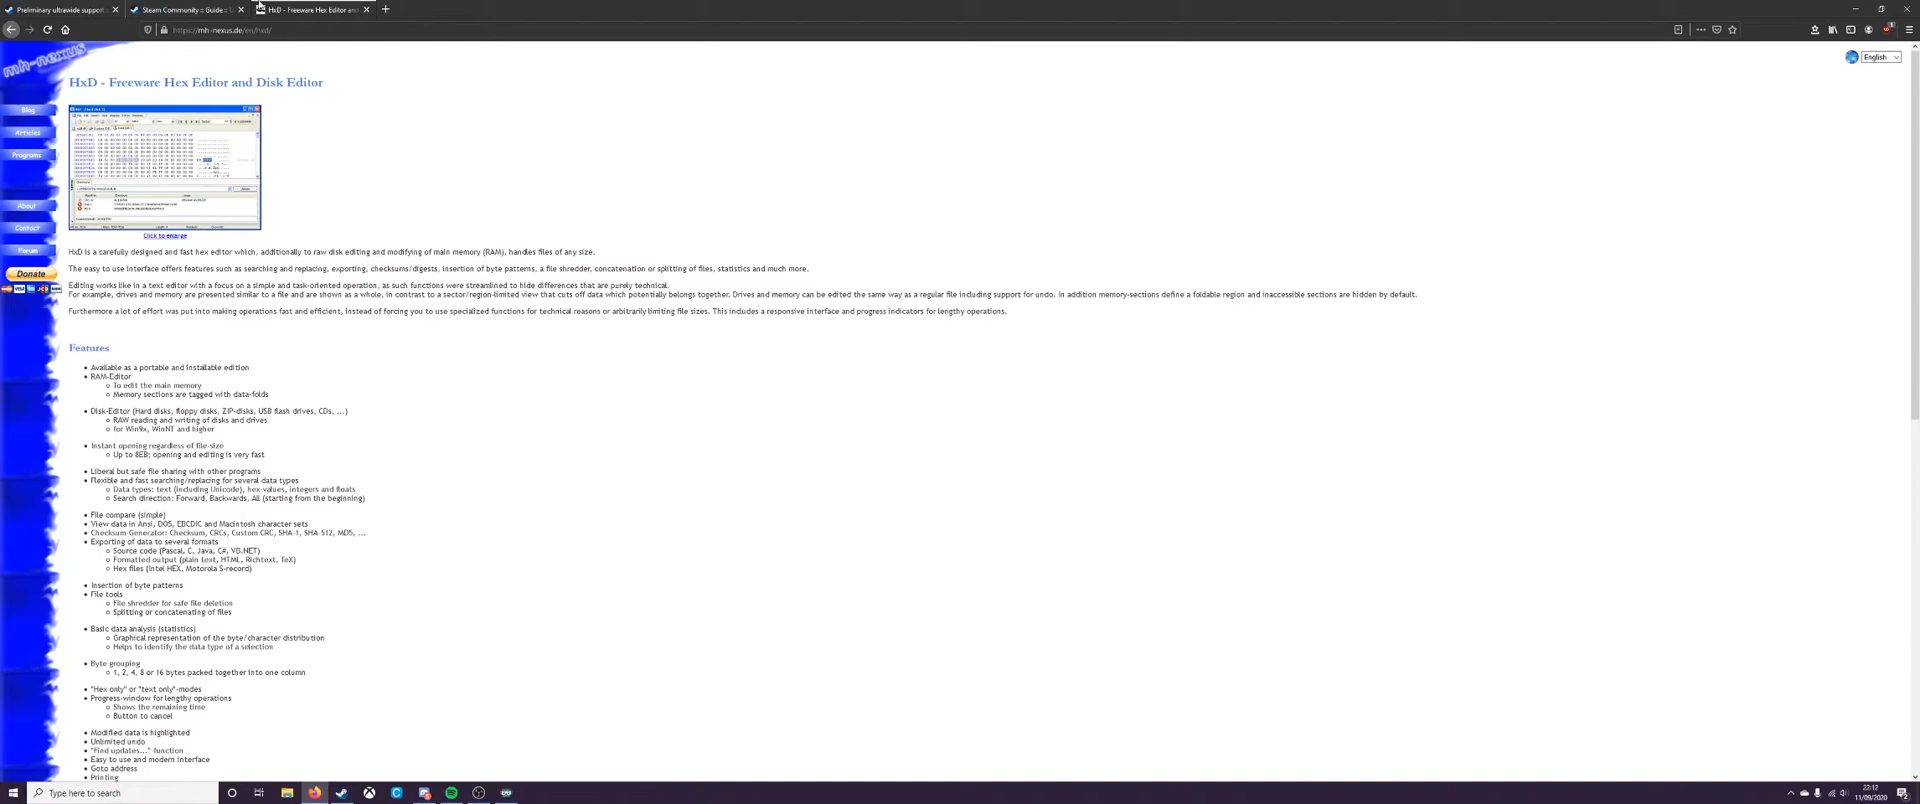 Preliminary ultrawide support
Steam Community :: Guide ::
HxD - Freeware Hex Editor and
https://mh-nexus.de/en/hxd/
mh-nexus
English
HxD - Freeware Hex Editor and Disk Editor
Blog
Articles
Programs
About
Contact
Forum
Donate
Click to enlarge
HxD is a carefully designed and fast hex editor which, additionally to raw disk editing and modifying of main memory (RAM), handles files of any size.
The easy to use interface offers features such as searching and replacing, exporting, checksums/digests, insertion of byte patterns, a file shredder, concatenation or splitting of files, statistics and much more.
Editing works like in a text editor with a focus on a simple and task-oriented operation, as such functions were streamlined to hide differences that are purely technical.
For example, drives and memory are presented similar to a file and are shown as a whole, in contrast to a sector/region-limited view that cuts off data which potentially belongs together. Drives and memory can be edited the same way as a regular file including support for undo. In addition memory-sections define a foldable region and inaccessible sections are hidden by default.
Furthermore a lot of effort was put into making operations fast and efficient, instead of forcing you to use specialized functions for technical reasons or arbitrarily limiting file sizes. This includes a responsive interface and progress indicators for lengthy operations.
Features
Available as a portable and installable edition
RAM-Editor
To edit the main memory
Memory sections are tagged with data-folds
Disk-Editor (Hard disks, floppy disks, ZIP-disks, USB flash drives, CDs, ...)
RAW reading and writing of disks and drives
for Win9x, WinNT and higher
Instant opening regardless of file-size
Up to 8EB; opening and editing is very fast
Liberal but safe file sharing with other programs
Flexible and fast searching/replacing for several data types
Data types: text (including Unicode), hex-values, integers and floats
Search direction: Forward, Backwards, All (starting from the beginning)
File compare (simple)
View data in Ansi, DOS, EBCDIC and Macintosh character sets
Checksum-Generator: Checksum, CRCs, Custom CRC, SHA-1, SHA-512, MD5, ...
Exporting of data to several formats
Source code (Pascal, C, Java, C#, VB.NET)
Formatted output (plain text, HTML, Richtext, TeX)
Hex files (Intel HEX, Motorola S-record)
Insertion of byte patterns
File tools
File shredder for safe file deletion
Splitting or concatenating of files
Basic data analysis (statistics)
Graphical representation of the byte/character distribution
Helps to identify the data type of a selection
Byte grouping
1, 2, 4, 8 or 16 bytes packed together into one column
"Hex only" or "text only"-modes
Progress-window for lengthy operations
Shows the remaining time
Button to cancel
Modified data is highlighted
Unlimited undo
"Find updates..."-function
Easy to use and modern interface
Goto address
Printing
Type here to search
22:12
11/09/2020